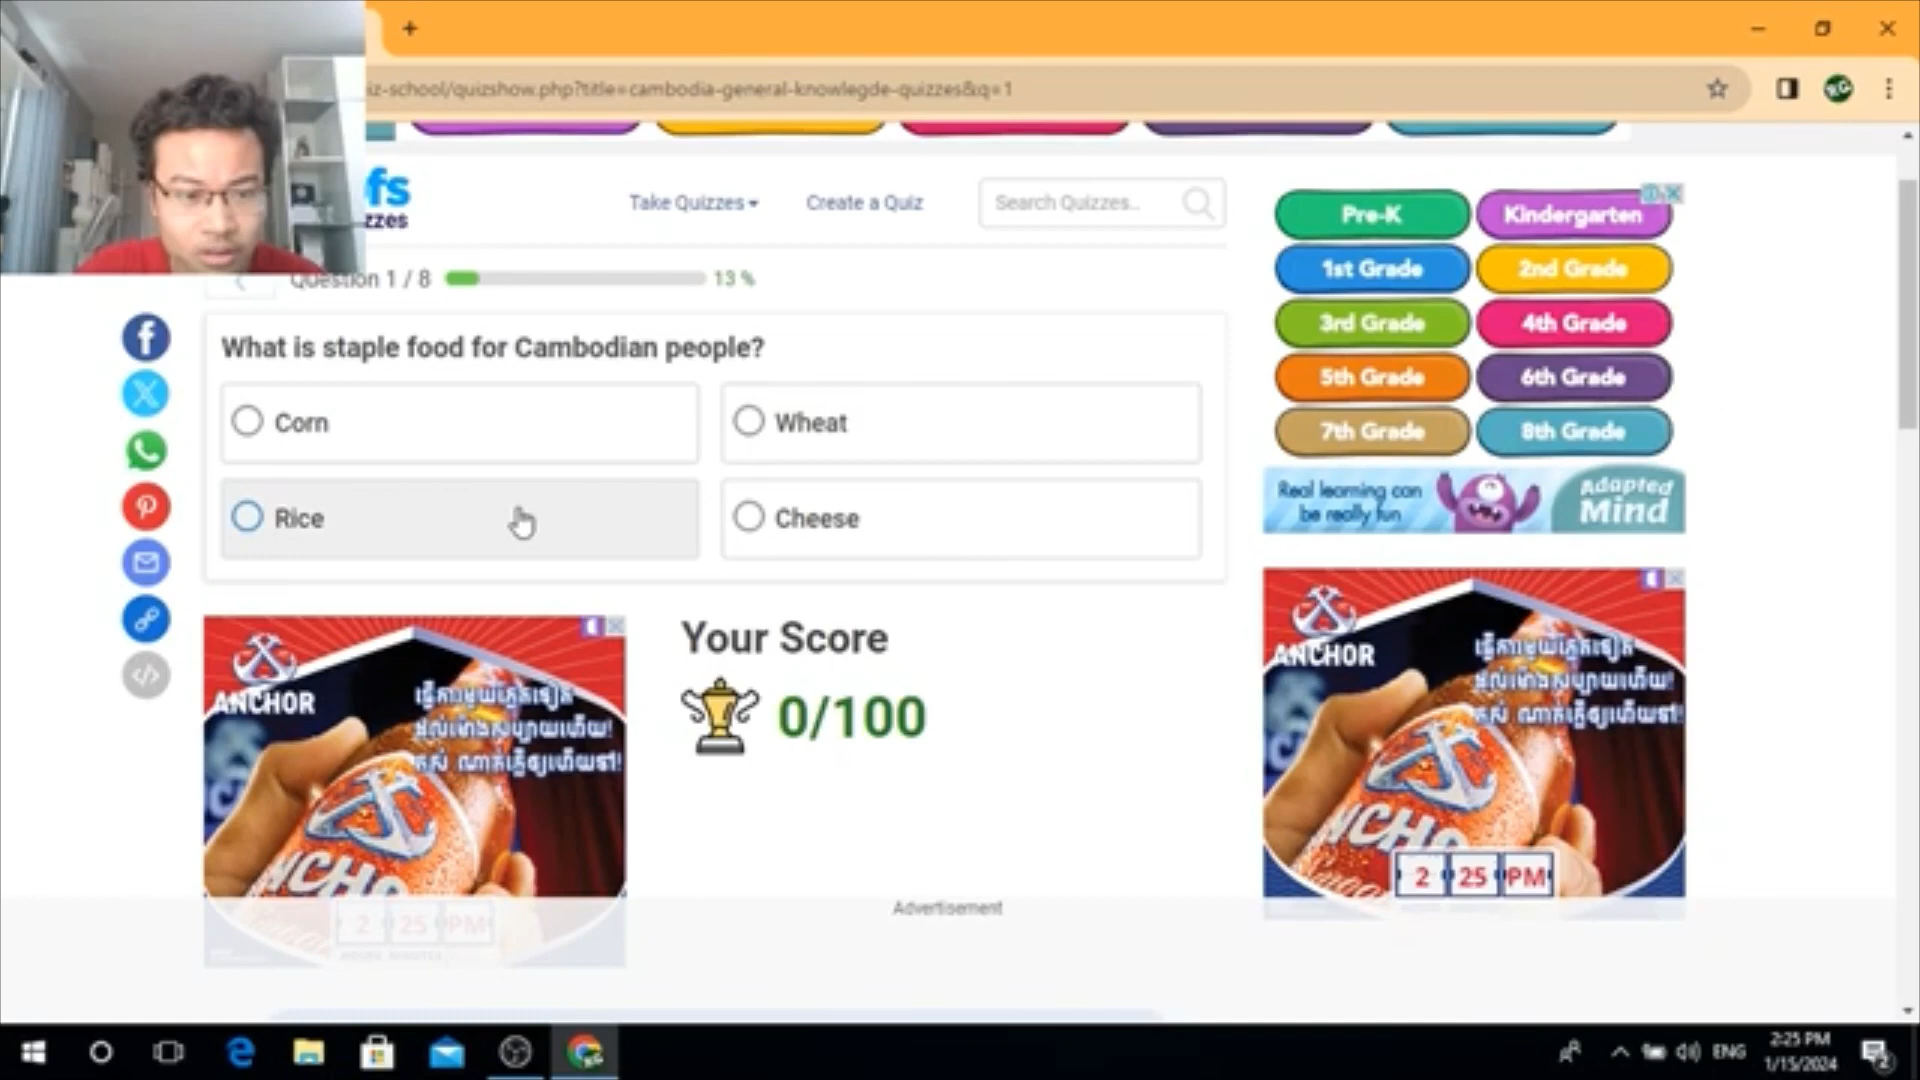 iz-school/quizshow.php?title=cambodia-general-knowlegde-quizzes&q=1
fs
zzes
Take Quizzes
Create a Quiz
Search Quizzes..
Question 1 / 8
13 %
What is staple food for Cambodian people?
Corn
Wheat
Rice
Cheese
Your Score
0/100
Advertisement
Pre-K
Kindergarten
1st Grade
2nd Grade
3rd Grade
4th Grade
5th Grade
6th Grade
7th Grade
8th Grade
Real learning can
be really fun
Adapted
Mind
ANCHOR
2 25 PM
ANCHOR
2 25 PM
ENG
2:25 PM
1/15/2024